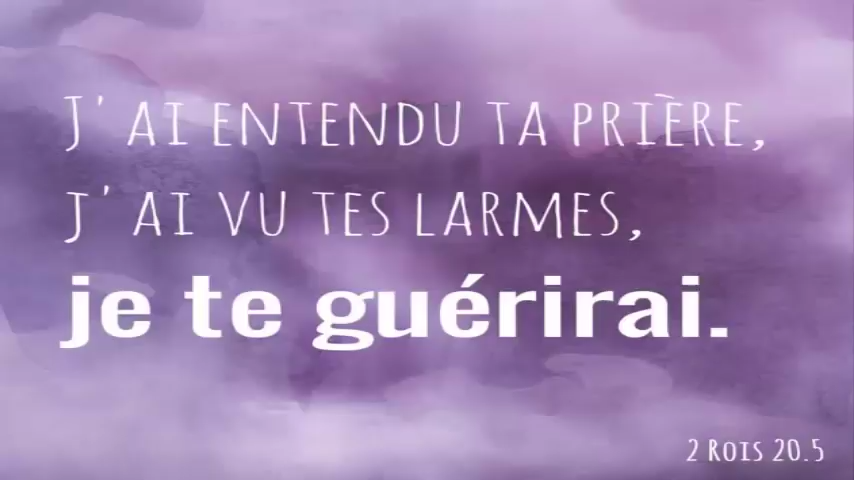 J'ai entendu ta prière,
j'ai vu tes larmes,
je te guérirai.
2 Rois 20.5